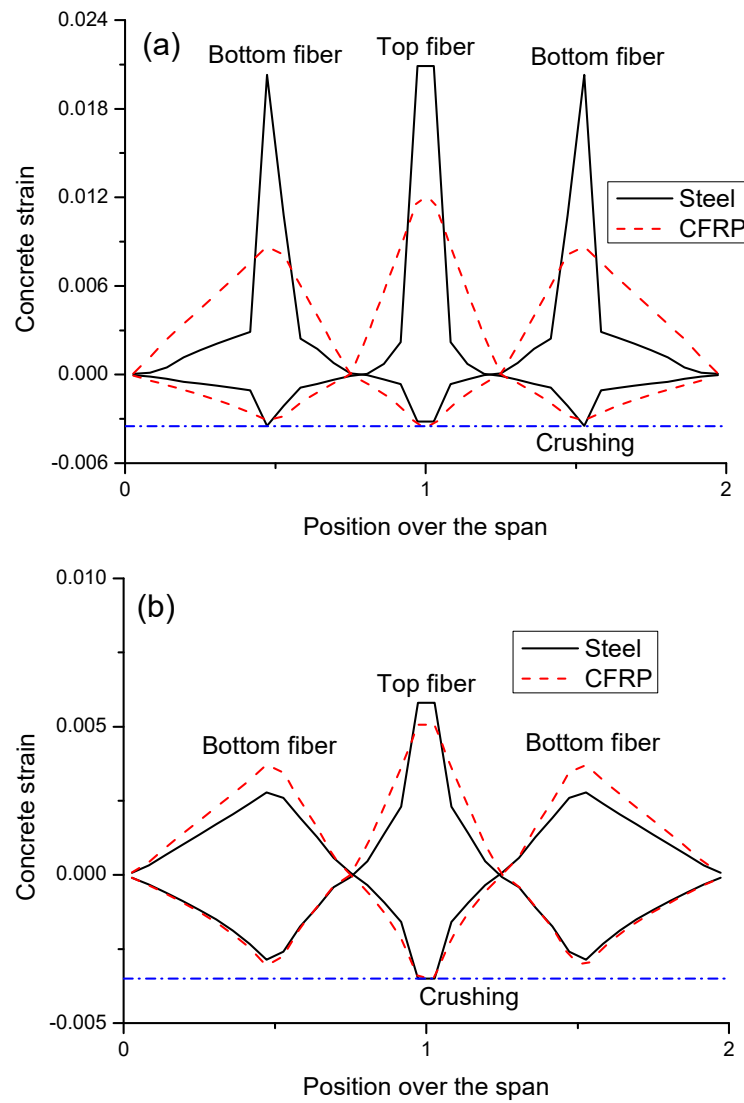 (a)
Bottom fiber
Top fiber
Bottom fiber
0.024
0.018
0.012
0.006
0.000
-0.006
Concrete strain
Steel
CFRP
Crushing
0
1
2
Position over the span
(b)
0.010
0.005
0.000
-0.005
Concrete strain
Steel
CFRP
Top fiber
Bottom fiber
Bottom fiber
Crushing
0
1
2
Position over the span